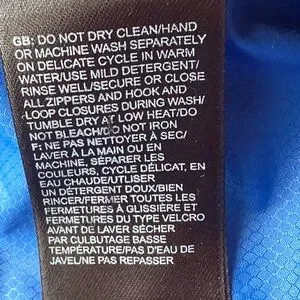 GB: DO NOT DRY CLEAN/HAND
OR MACHINE WASH SEPARATELY
ON DELICATE CYCLE IN WARM
WATER/USE MILD DETERGENT/
RINSE WELL/SECURE OR CLOSE
ALL ZIPPERS AND HOOK AND
LOOP CLOSURES DURING WASH/
TUMBLE DRY AT LOW HEAT/DO
NOT BLEACH/DO NOT IRON
F: NE PAS NETTOYER À SEC/
LAVER À LA MAIN OU EN
MACHINE, SÉPARER LES
COULEURS, CYCLE DÉLICAT, EN
EAU CHAUDE/UTLISER
UN DÉTERGENT DOUX/BIEN
RINCER/FERMER TOUTES LES
FERMETURES À GLISSIÈRE ET
FERMETURES DU TYPE VELCRO
AVANT DE LAVER SÉCHER
PAR CULBUTAGE BASSE
TEMPÉRATURE/PAS D'EAU DE
JAVEL/NE PAS REPASSER